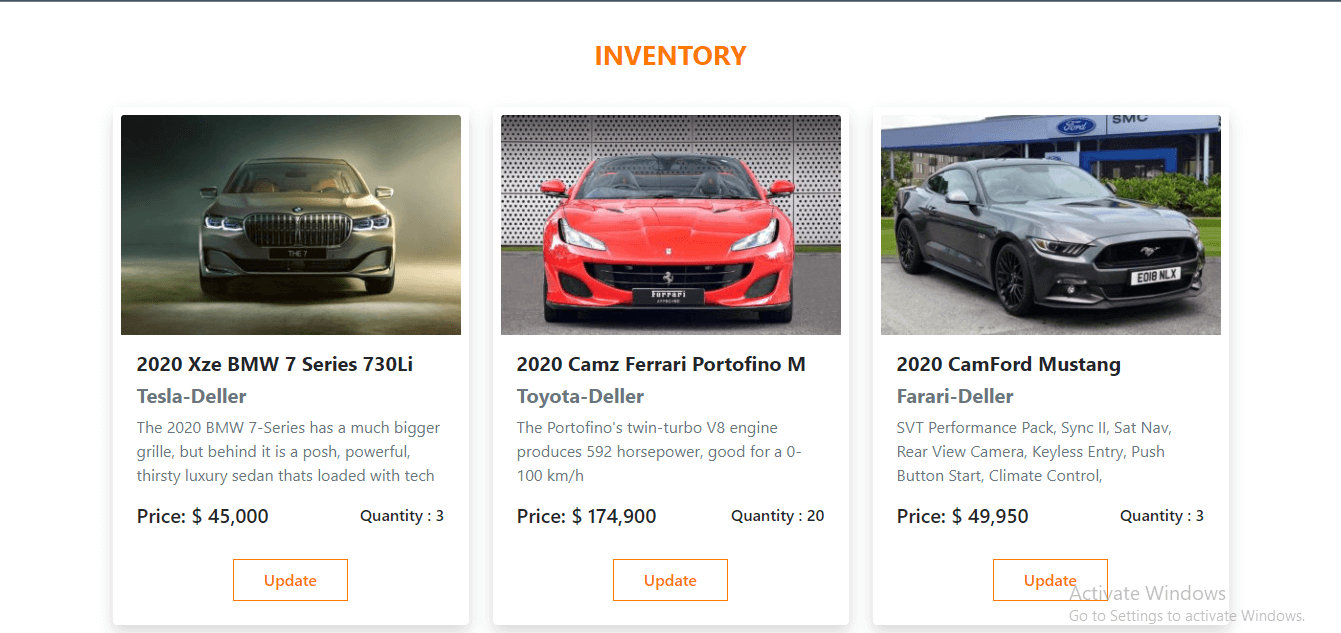 INVENTORY
THE 7
Ferrari
APPROVED
Ford
SMC
EO18 NLX
2020 Xze BMW 7 Series 730Li
Tesla-Deller
The 2020 BMW 7-Series has a much bigger
grille, but behind it is a posh, powerful,
thirsty luxury sedan thats loaded with tech
Price: $ 45,000
Quantity : 3
Update
2020 Camz Ferrari Portofino M
Toyota-Deller
The Portofino's twin-turbo V8 engine
produces 592 horsepower, good for a 0-
100 km/h
Price: $ 174,900
Quantity : 20
Update
2020 CamFord Mustang
Farari-Deller
SVT Performance Pack, Sync II, Sat Nav,
Rear View Camera, Keyless Entry, Push
Button Start, Climate Control,
Price: $ 49,950
Quantity : 3
Update
Activate Windows
Go to Settings to activate Windows.